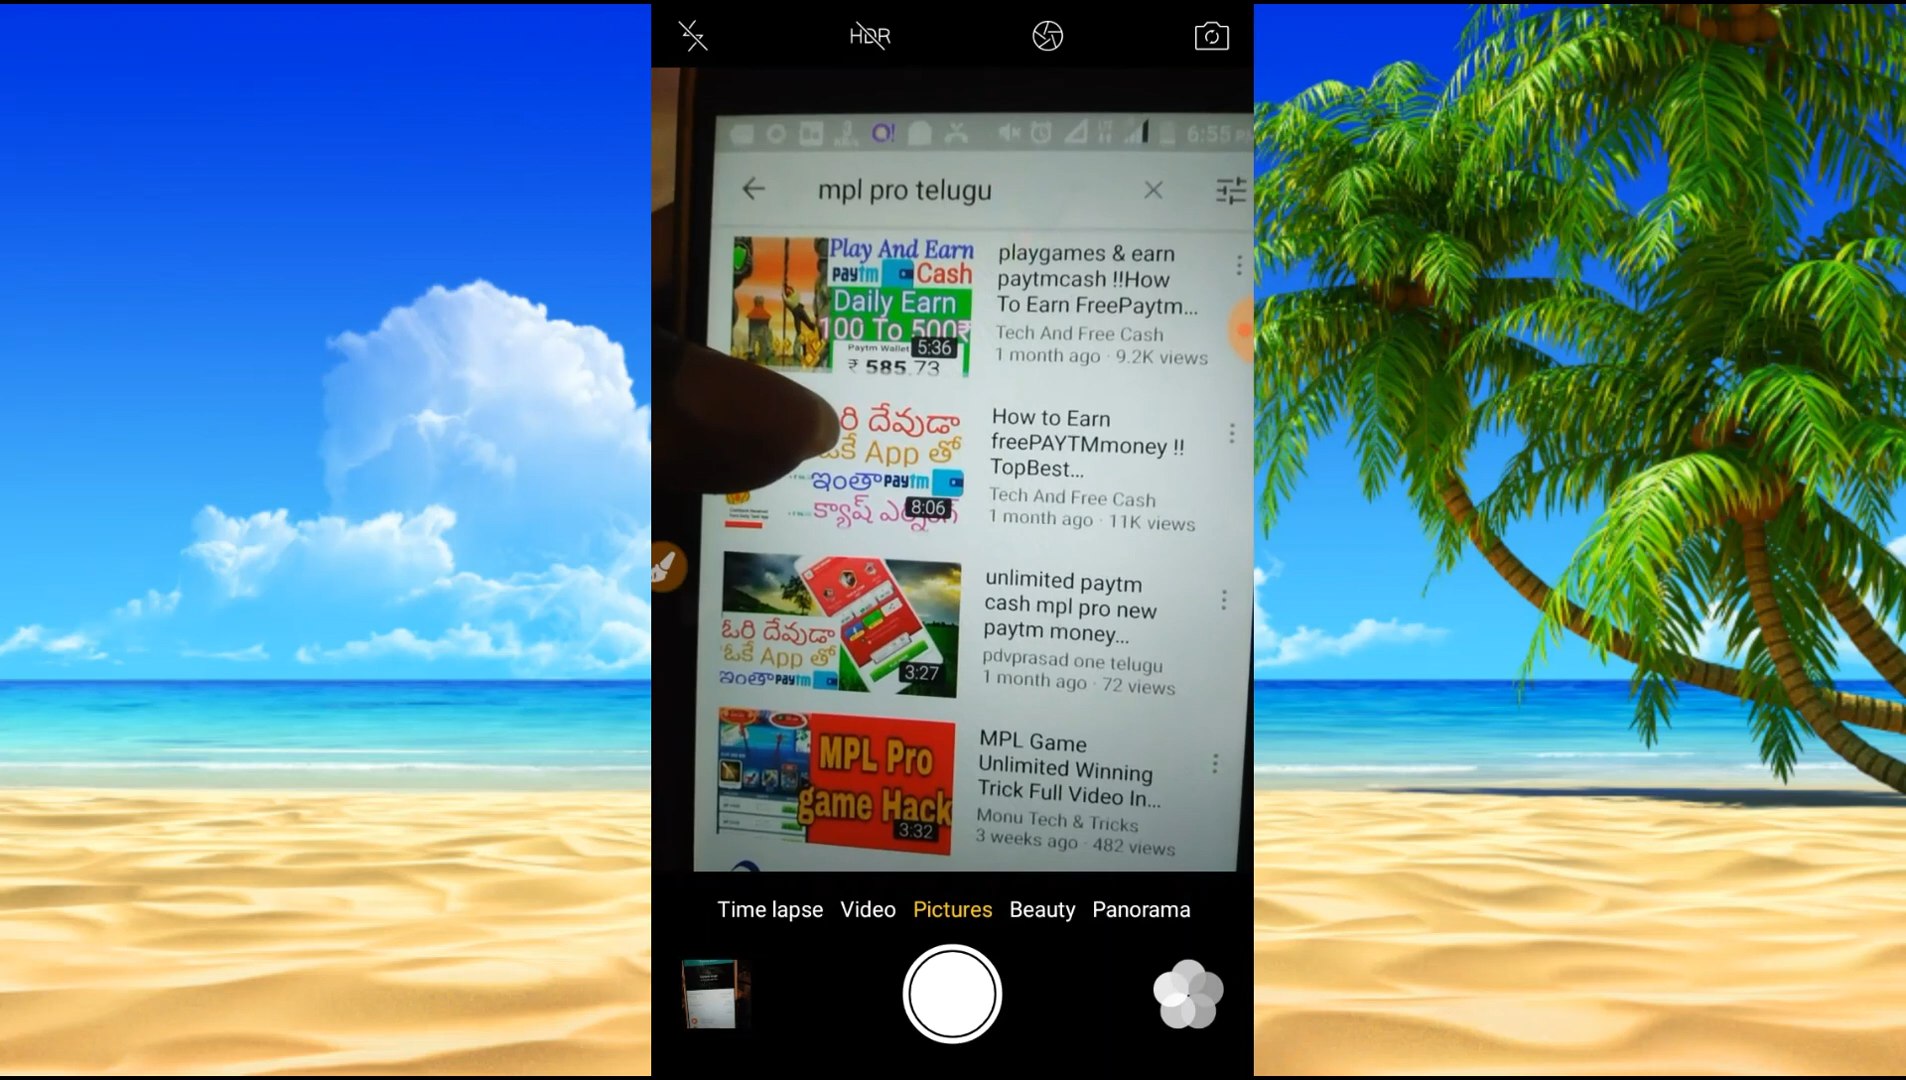 HDR
6:55
mpl pro telugu
Play And Earn
paytm Cash
Daily Earn
100 To 500₹
Paytm Wallet
5:36
₹ 585.73
playgames & earn
paytmcash !!How
To Earn FreePaytm...
Tech And Free Cash
1 month ago · 9.2K views
రి దేవుడా
ఒకే App తో
ఇంతా paytm
క్యాష్
8:06
How to Earn
freePAYTMmoney !!
TopBest...
Tech And Free Cash
1 month ago · 11K views
ఓరి దేవుడా
ఒకే App తో
ఇంతా paytm
3:27
unlimited paytm
cash mpl pro new
paytm money...
pdvprasad one telugu
1 month ago · 72 views
MPL Pro
game Hack
3:32
MPL Game
Unlimited Winning
Trick Full Video In...
Monu Tech & Tricks
3 weeks ago · 482 views
Time lapse Video Pictures Beauty Panorama